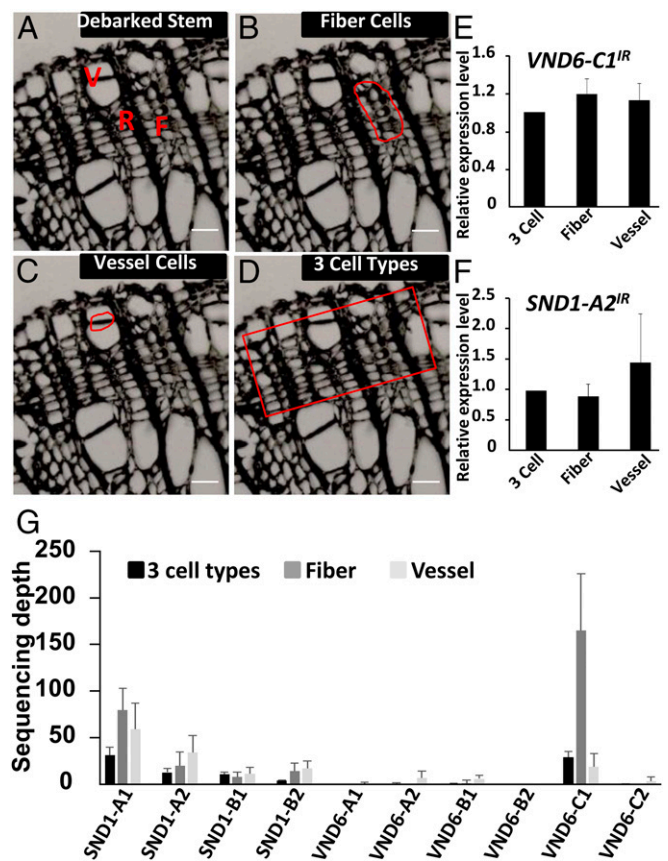 A Debarked Stem
V
R F
B Fiber Cells
C Vessel Cells
D 3 Cell Types
E VND6-C1^IR
Relative expression level
1.6
1.2
0.8
0.4
0
3 Cell
Fiber
Vessel
F SND1-A2^IR
Relative expression level
2.5
2.0
1.5
1.0
0.5
0
3 Cell
Fiber
Vessel
G
Sequencing depth
250
200
150
100
50
0
3 cell types Fiber Vessel
SND1-A1
SND1-A2
SND1-B1
SND1-B2
VND6-A1
VND6-A2
VND6-B1
VND6-B2
VND6-C1
VND6-C2